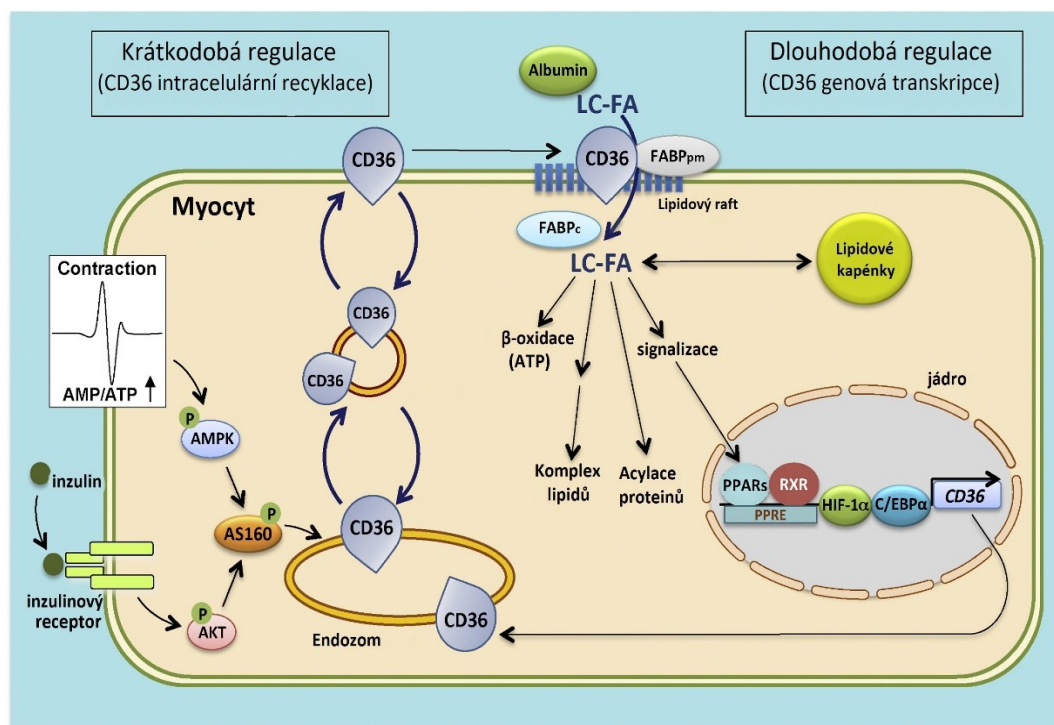 Krátkodobá regulace
(CD36 intracelulární recyklace)
Dlouhodobá regulace
(CD36 genová transkripce)
Albumin
LC-FA
CD36
CD36
FABPpm
Lipidový raft
Myocyt
FABPc
LC-FA
Lipidové
kapénky
Contraction
AMP/ATP
CD36
CD36
β-oxidace
(ATP)
signalizace
Komplex
lipidů
Acylace
proteinů
jádro
P
AMPK
inzulin
P
AS160
inzulinový
receptor
P
AKT
CD36
CD36
Endozom
PPARs
RXR
PPRE
HIF-1α
C/EBPα
CD36